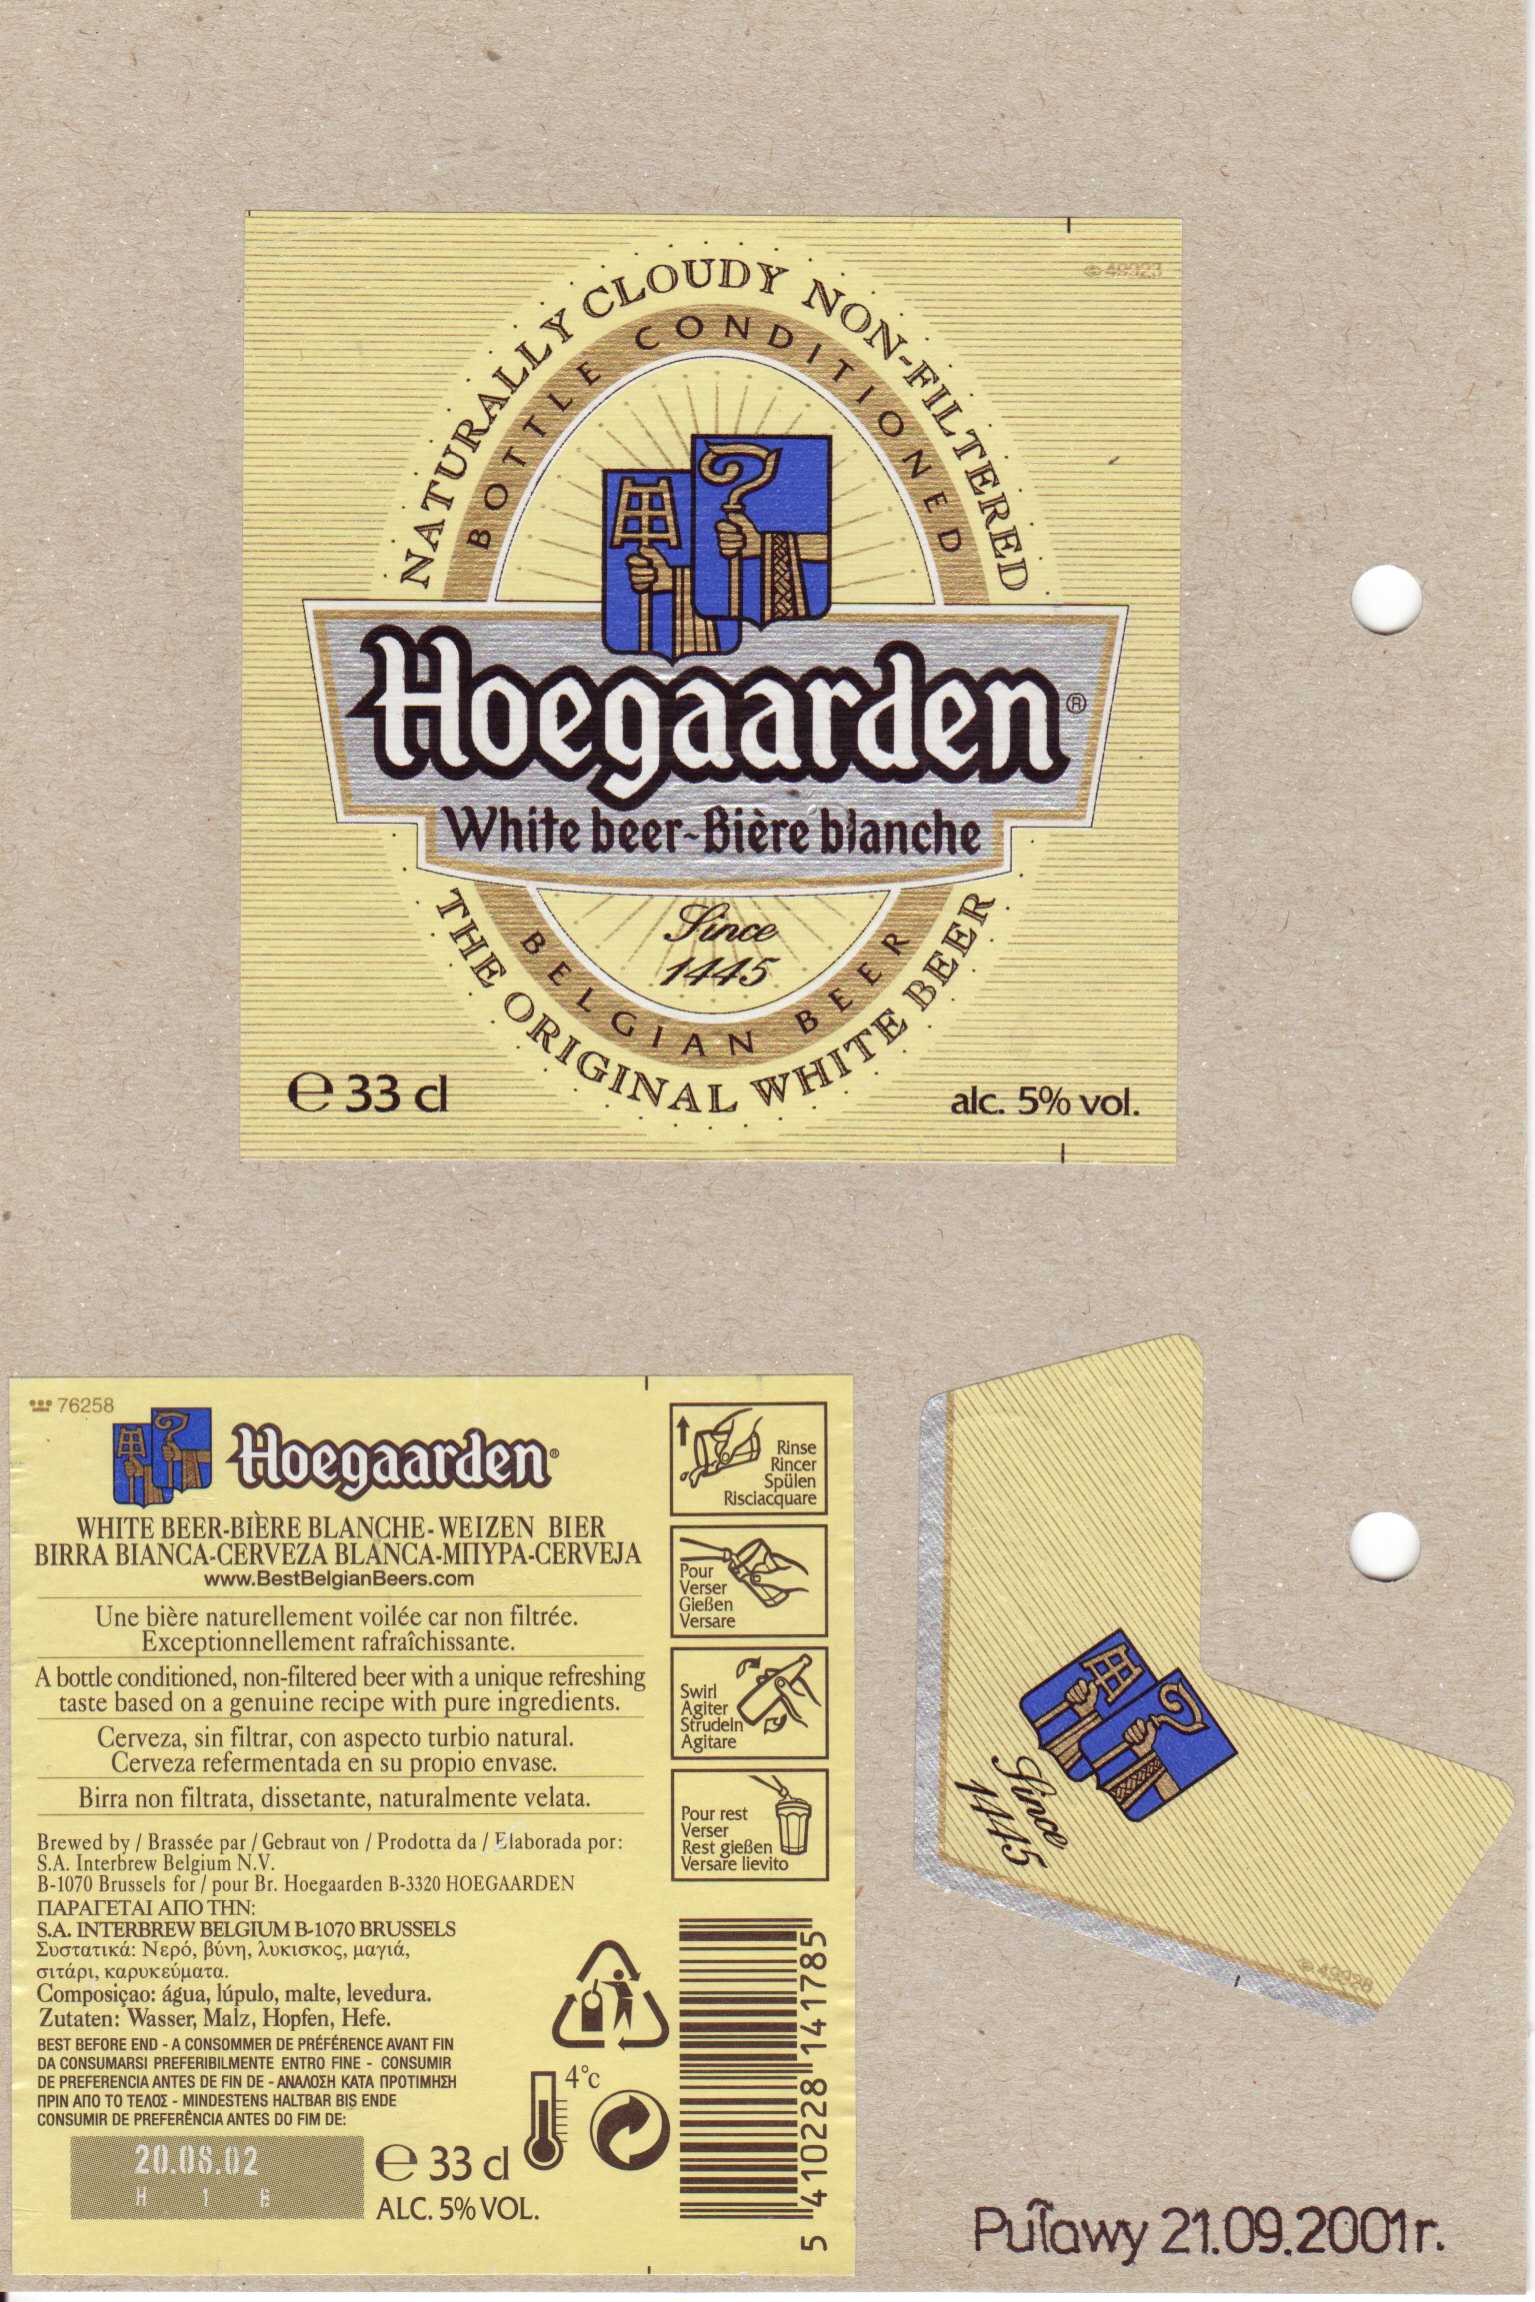 49923
NATURALLY CLOUDY NON-FILTERED
BOTTLE CONDITIONED
Hoegaarden®
White beer~Bière blanche
Since
1445
BELGIAN BEER
THE ORIGINAL WHITE BEER
℮ 33 cl
alc. 5% vol.
76258
Hoegaarden®
WHITE BEER-BIÈRE BLANCHE-WEIZEN BIER
BIRRA BIANCA-CERVEZA BLANCA-ΜΠΥΡΑ-CERVEJA
www.BestBelgianBeers.com
Une bière naturellement voilée car non filtrée.
Exceptionnellement rafraîchissante.
A bottle conditioned, non-filtered beer with a unique refreshing
taste based on a genuine recipe with pure ingredients.
Cerveza, sin filtrar, con aspecto turbio natural.
Cerveza refermentada en su propio envase.
Birra non filtrata, dissetante, naturalmente velata.
Brewed by / Brassée par / Gebraut von / Prodotta da / Elaborada por:
S.A. Interbrew Belgium N.V.
B-1070 Brussels for / pour Br. Hoegaarden B-3320 HOEGAARDEN
ΠΑΡΑΓΕΤΑΙ ΑΠΟ ΤΗΝ:
S.A. INTERBREW BELGIUM B-1070 BRUSSELS
Συστατικά: Νερό, βύνη, λυκισκος, μαγιά,
σιτάρι, καρυκεύματα.
Composiçao: água, lúpulo, malte, levedura.
Zutaten: Wasser, Malz, Hopfen, Hefe.
BEST BEFORE END - A CONSOMMER DE PRÉFÉRENCE AVANT FIN
DA CONSUMARSI PREFERIBILMENTE ENTRO FINE - CONSUMIR
DE PREFERENCIA ANTES DE FIN DE - ΑΝΑΛΟΣΗ ΚΑΤΑ ΠΡΟΤΙΜΗΣΗ
ΠΡΙΝ ΑΠΟ ΤΟ ΤΕΛΟΣ - MINDESTENS HALTBAR BIS ENDE
CONSUMIR DE PREFERÊNCIA ANTES DO FIM DE:
20.06.02
H 1 6
℮ 33 cl
ALC. 5% VOL.
4°c
Rinse
Rincer
Spülen
Risciacquare
Pour
Verser
Gießen
Versare
Swirl
Agiter
Strudeln
Agitare
Pour rest
Verser
Rest gießen
Versare lievito
5 410228 141785
Since
1445
49928
Puławy 21.09.2001r.